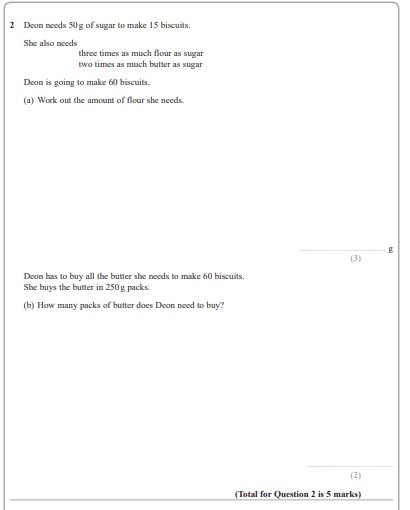 2 Deon needs 50 g of sugar to make 15 biscuits.
She also needs
three times as much flour as sugar
two times as much butter as sugar
Deon is going to make 60 biscuits.
(a) Work out the amount of flour she needs.
g
(3)
Deon has to buy all the butter she needs to make 60 biscuits.
She buys the butter in 250 g packs.
(b) How many packs of butter does Deon need to buy?
(2)
(Total for Question 2 is 5 marks)